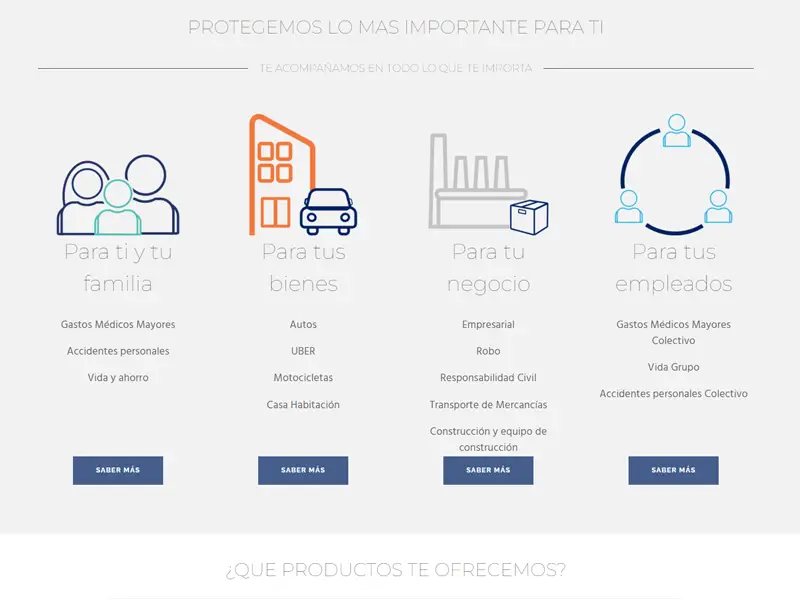 PROTEGEMOS LO MAS IMPORTANTE PARA TI
TE ACOMPAÑAMOS EN TODO LO QUE TE IMPORTA
Para ti y tu
familia
Gastos Médicos Mayores
Accidentes personales
Vida y ahorro
SABER MÁS
Para tus
bienes
Autos
UBER
Motocicletas
Casa Habitación
SABER MÁS
Para tu
negocio
Empresarial
Robo
Responsabilidad Civil
Transporte de Mercancías
Construcción y equipo de
construcción
SABER MÁS
Para tus
empleados
Gastos Médicos Mayores
Colectivo
Vida Grupo
Accidentes personales Colectivo
SABER MÁS
¿QUE PRODUCTOS TE OFRECEMOS?